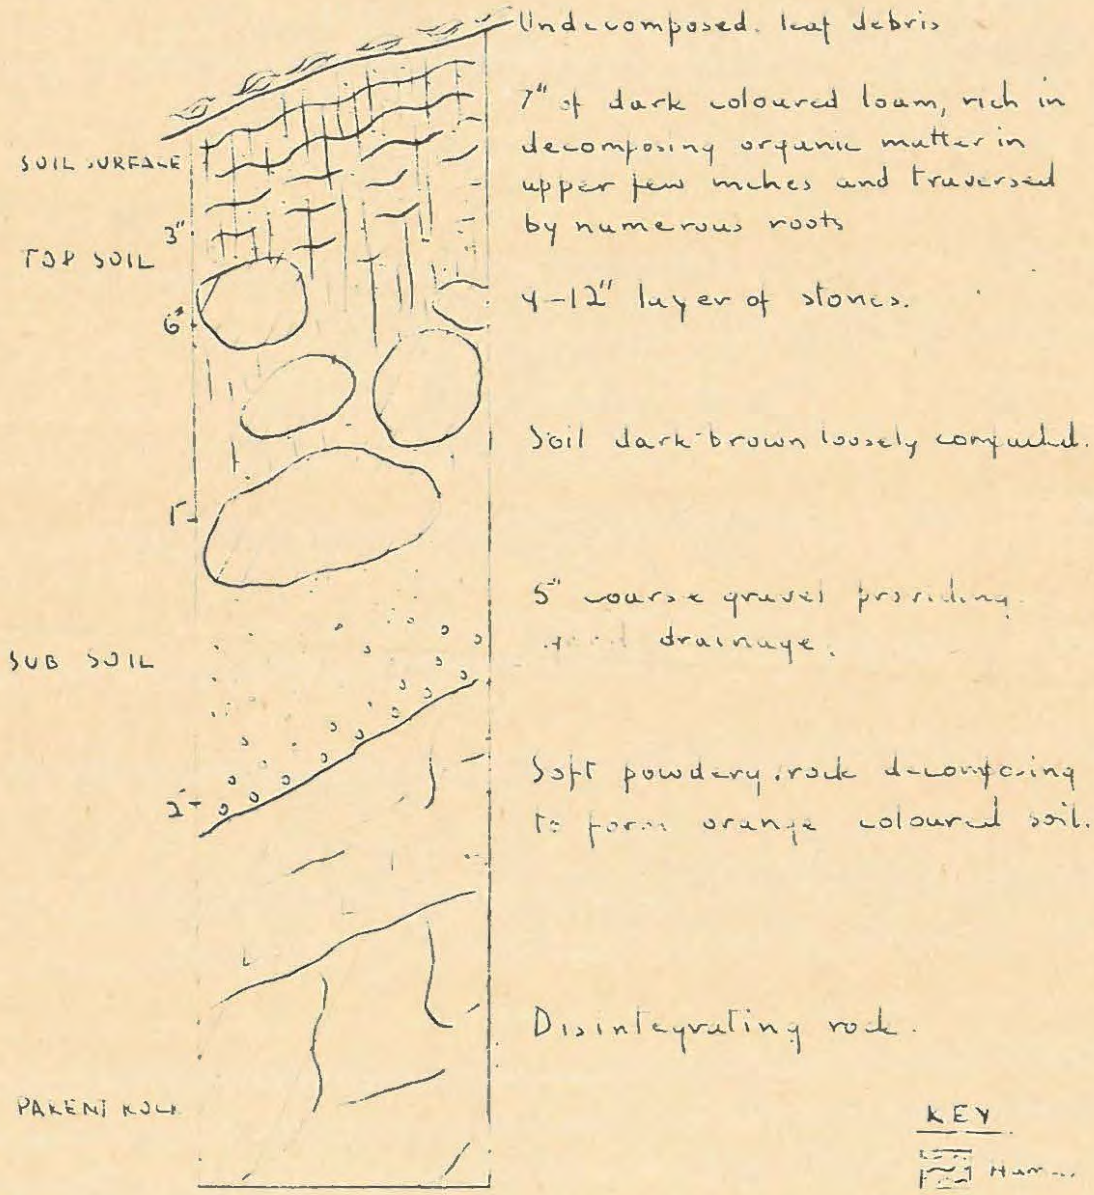 Undecomposed. leaf debris
7" of dark coloured loam, rich in
decomposing organic matter in
upper few inches and traversed
by numerous roots
SOIL SURFACE
3"
TOP SOIL
4-12" layer of stones.
6"
Soil dark brown loosely compacted.
1'
5" course gravel providing
drainage.
SUB SOIL
Soft powdery rock decomposing
to form orange coloured soil.
2'
Disintegrating rock.
PARENT ROCK
KEY